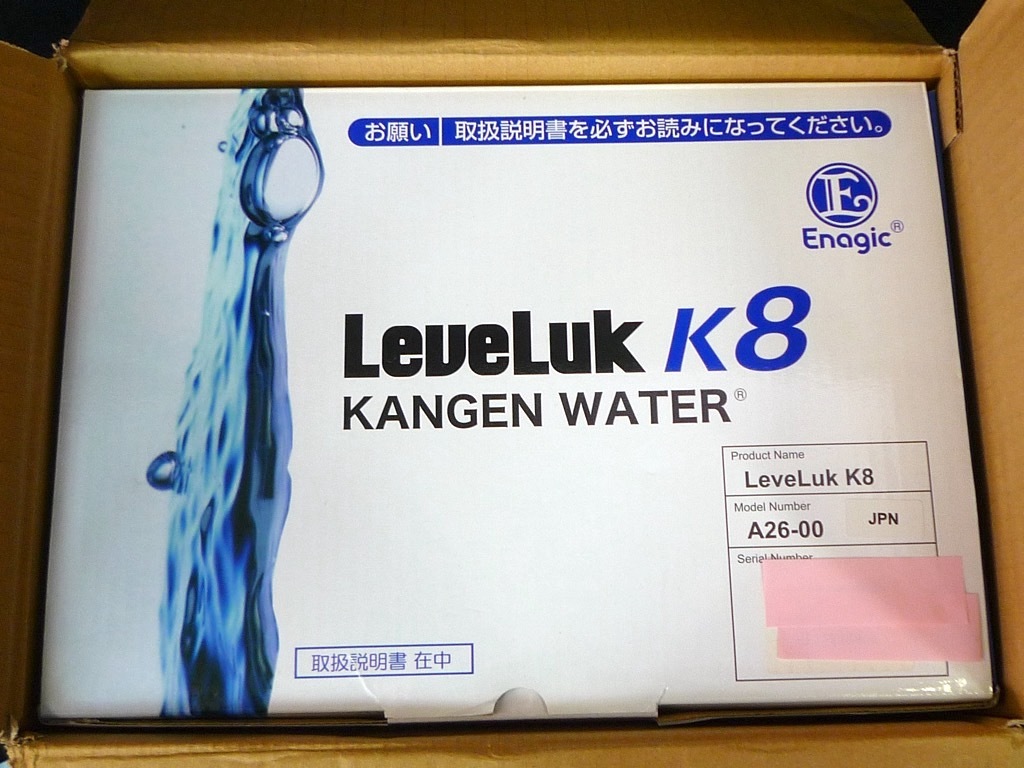 お願い 取扱説明書を必ずお読みになってください。
E
Enagic®
LeveLuk K8
KANGEN WATER®
Product Name
LeveLuk K8
Model Number
A26-00 JPN
Serial Number
取扱説明書 在中